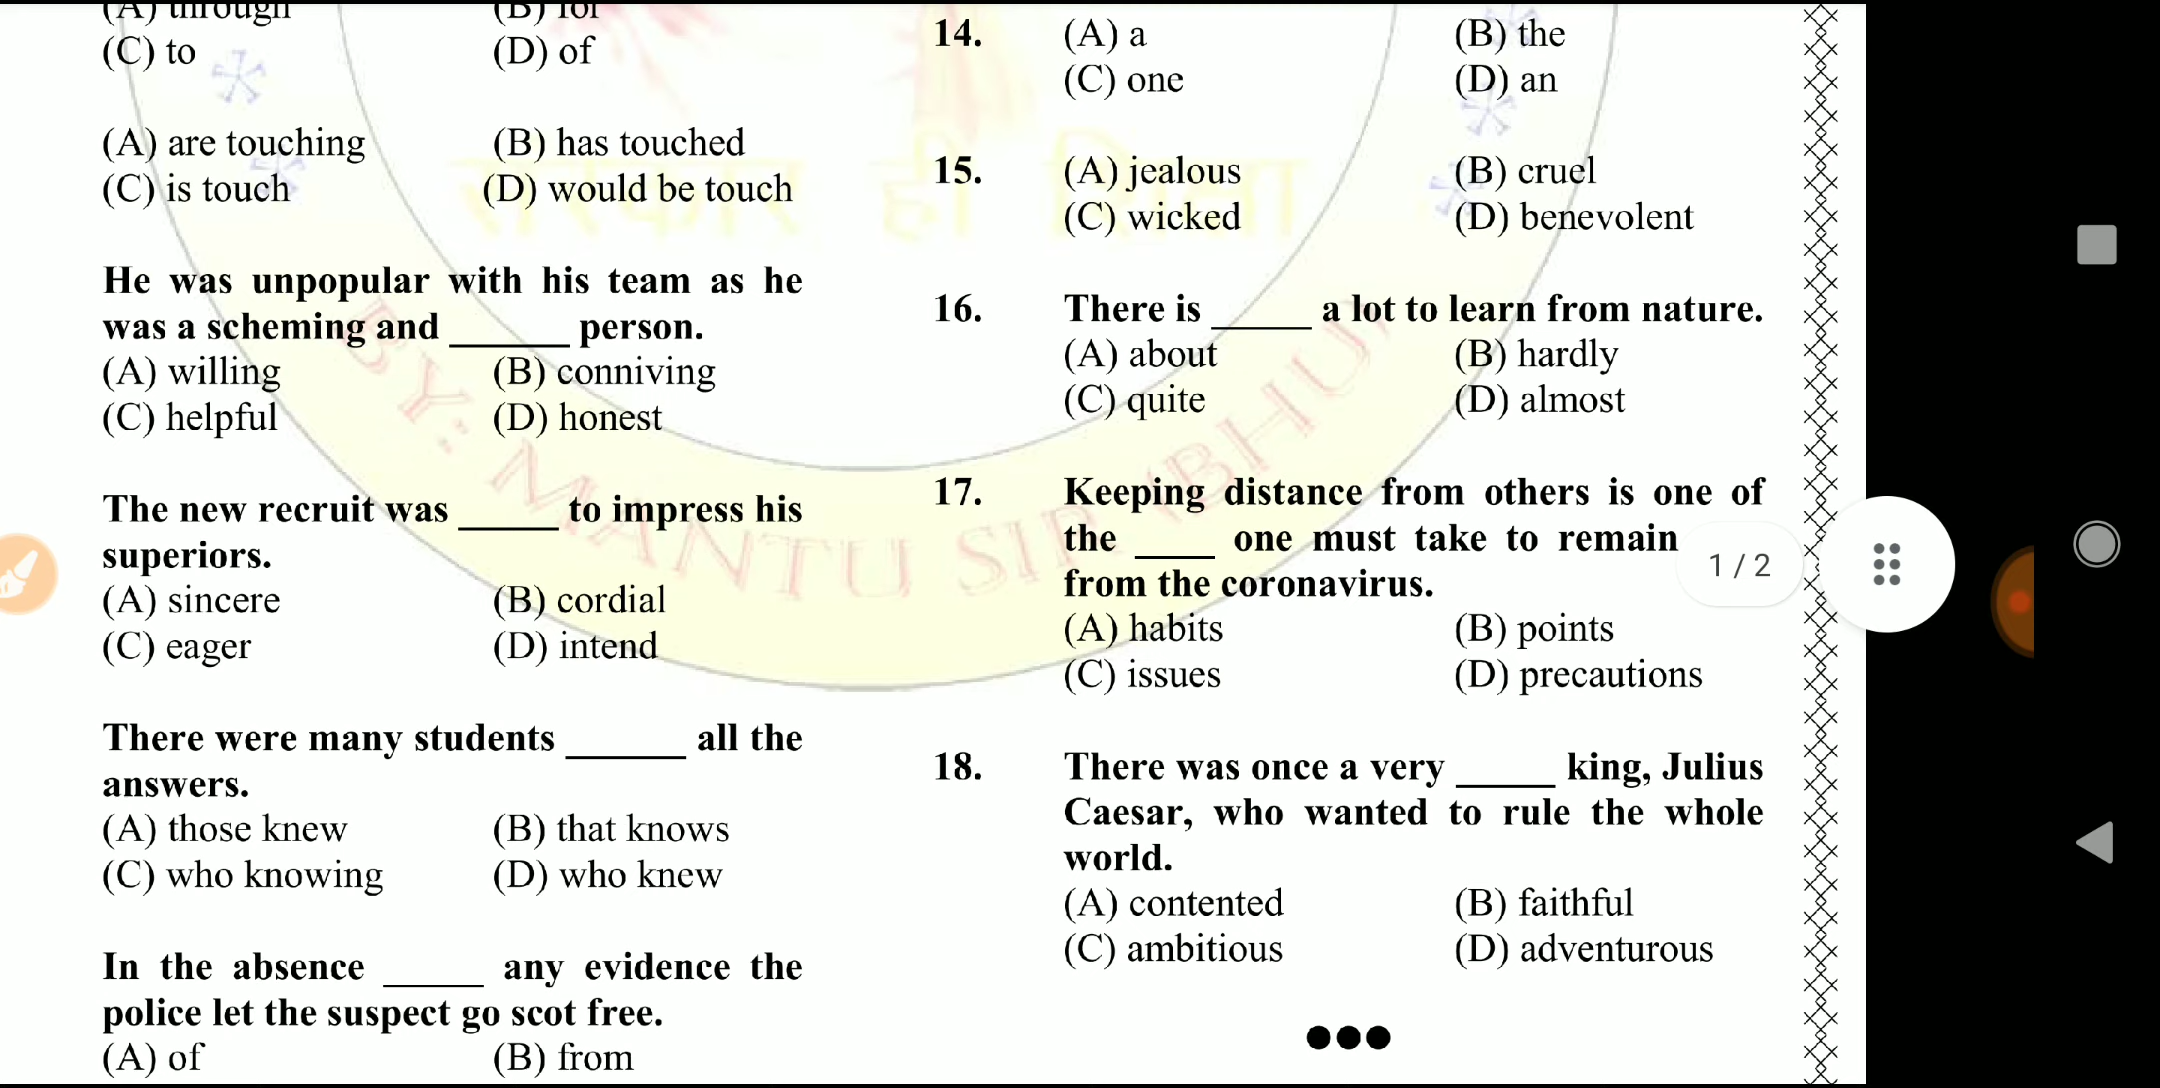 (A) through (B) for
(C) to (D) of
(A) are touching (B) has touched
(C) is touch (D) would be touch
He was unpopular with his team as he
was a scheming and ______ person.
(A) willing (B) conniving
(C) helpful (D) honest
The new recruit was _____ to impress his
superiors.
(A) sincere (B) cordial
(C) eager (D) intend
There were many students ______ all the
answers.
(A) those knew (B) that knows
(C) who knowing (D) who knew
In the absence _____ any evidence the
police let the suspect go scot free.
(A) of (B) from
14. (A) a (B) the
(C) one (D) an
15. (A) jealous (B) cruel
(C) wicked (D) benevolent
16. There is _____ a lot to learn from nature.
(A) about (B) hardly
(C) quite (D) almost
17. Keeping distance from others is one of
the ____ one must take to remain
from the coronavirus.
(A) habits (B) points
(C) issues (D) precautions
18. There was once a very _____ king, Julius
Caesar, who wanted to rule the whole
world.
(A) contented (B) faithful
(C) ambitious (D) adventurous
1 / 2
संस्कार ही शिक्षा
BY: MANTU SIR (BHU)